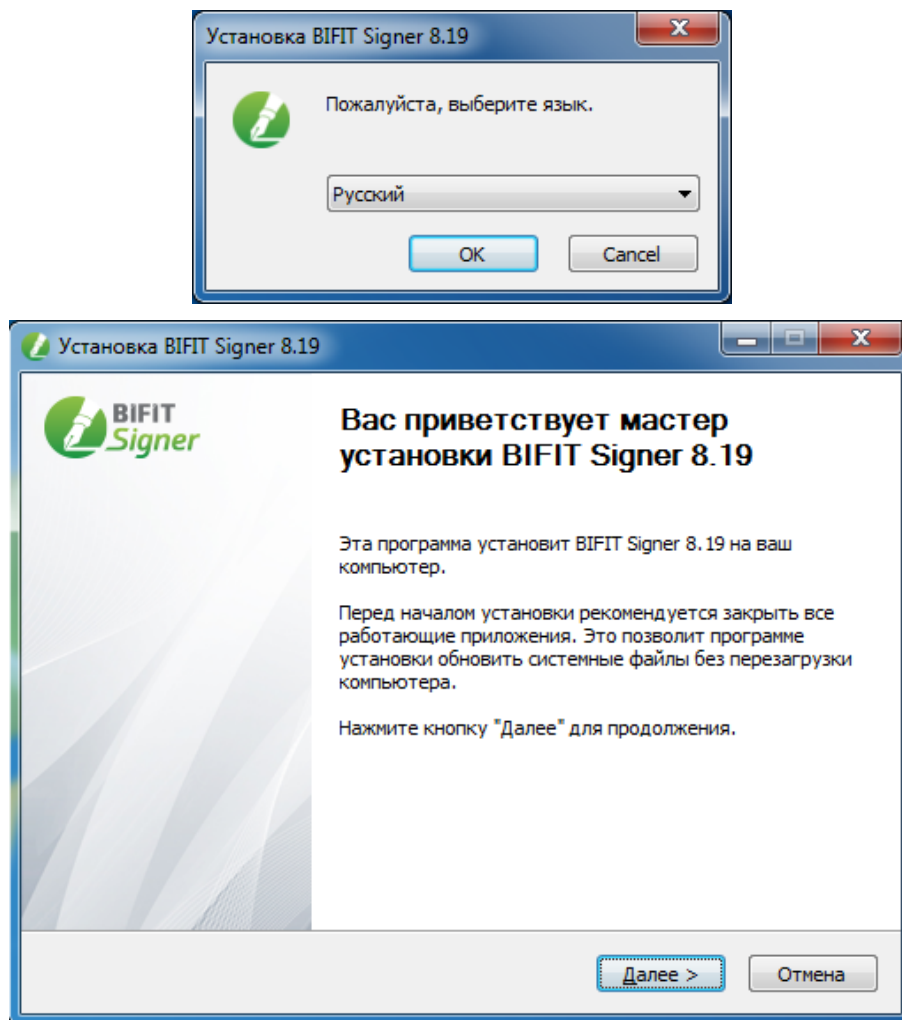 Установка BIFIT Signer 8.19
Пожалуйста, выберите язык.
Русский
OK
Cancel
Установка BIFIT Signer 8.19
BIFIT
Signer
Вас приветствует мастер
установки BIFIT Signer 8.19
Эта программа установит BIFIT Signer 8.19 на ваш
компьютер.
Перед началом установки рекомендуется закрыть все
работающие приложения. Это позволит программе
установки обновить системные файлы без перезагрузки
компьютера.
Нажмите кнопку "Далее" для продолжения.
Далее >
Отмена